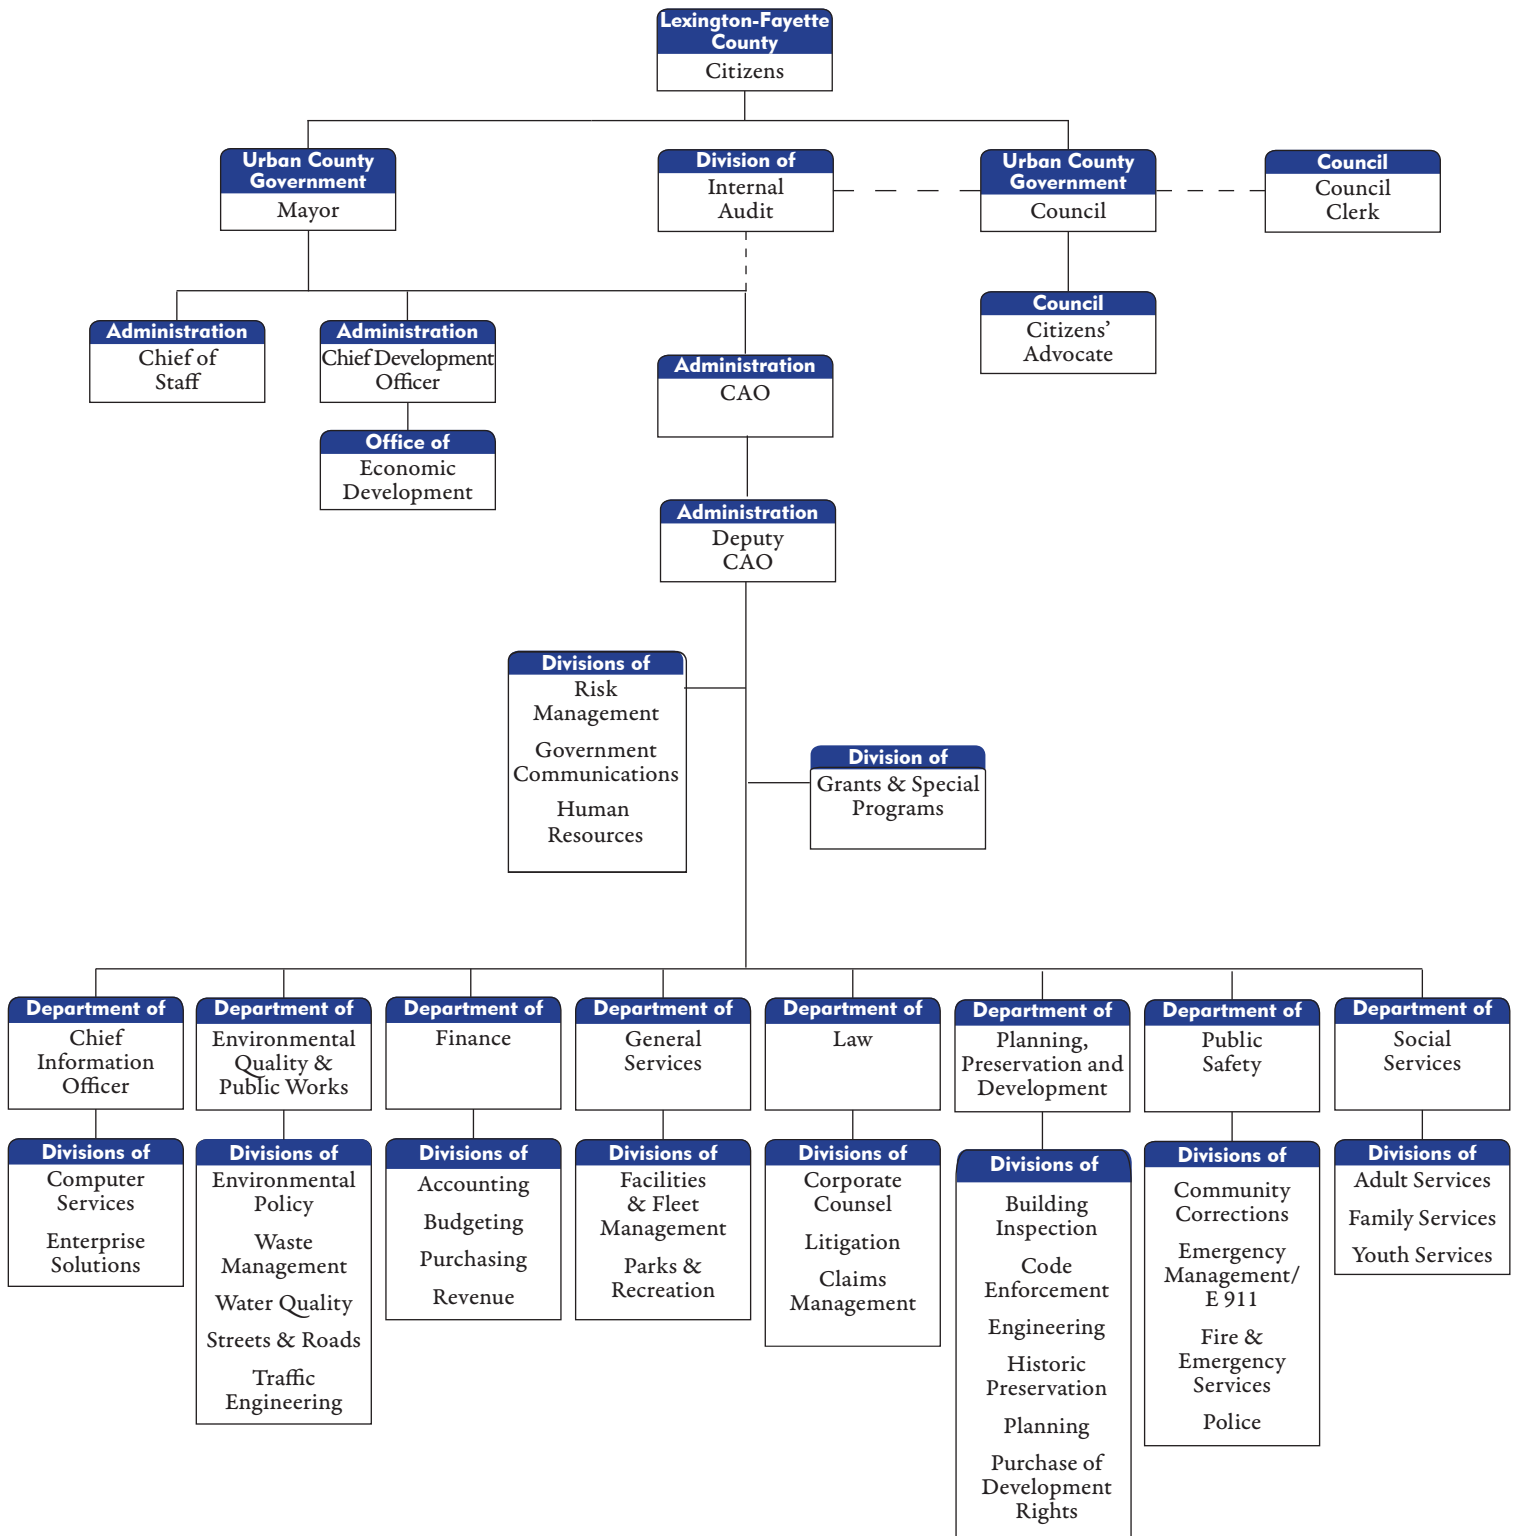 Lexington-Fayette
County
Citizens
Urban County
Government
Mayor
Division of
Internal
Audit
Urban County
Government
Council
Council
Council
Clerk
Administration
Chief of
Staff
Administration
Chief Development
Officer
Administration
CAO
Council
Citizens’
Advocate
Office of
Economic
Development
Administration
Deputy
CAO
Divisions of
Risk
Management
Government
Communications
Human
Resources
Division of
Grants & Special
Programs
Department of
Chief
Information
Officer
Department of
Environmental
Quality &
Public Works
Department of
Finance
Department of
General
Services
Department of
Law
Department of
Planning,
Preservation and
Development
Department of
Public
Safety
Department of
Social
Services
Divisions of
Computer
Services
Enterprise
Solutions
Divisions of
Environmental
Policy
Waste
Management
Water Quality
Streets & Roads
Traffic
Engineering
Divisions of
Accounting
Budgeting
Purchasing
Revenue
Divisions of
Facilities
& Fleet
Management
Parks &
Recreation
Divisions of
Corporate
Counsel
Litigation
Claims
Management
Divisions of
Building
Inspection
Code
Enforcement
Engineering
Historic
Preservation
Planning
Purchase of
Development
Rights
Divisions of
Community
Corrections
Emergency
Management/
E 911
Fire &
Emergency
Services
Police
Divisions of
Adult Services
Family Services
Youth Services